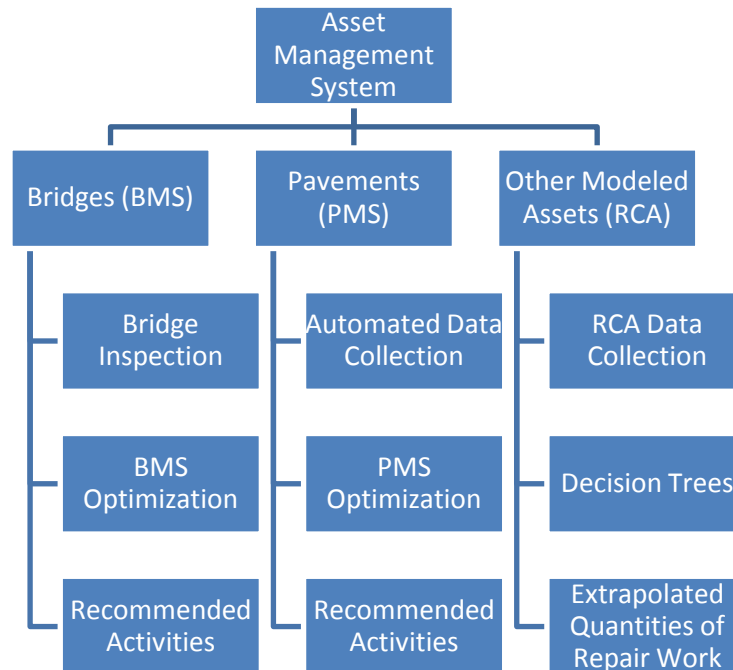 Asset
Management
System
Bridges (BMS)
Pavements
(PMS)
Other Modeled
Assets (RCA)
Bridge
Inspection
Automated Data
Collection
RCA Data
Collection
BMS
Optimization
PMS
Optimization
Decision Trees
Recommended
Activities
Recommended
Activities
Extrapolated
Quantities of
Repair Work